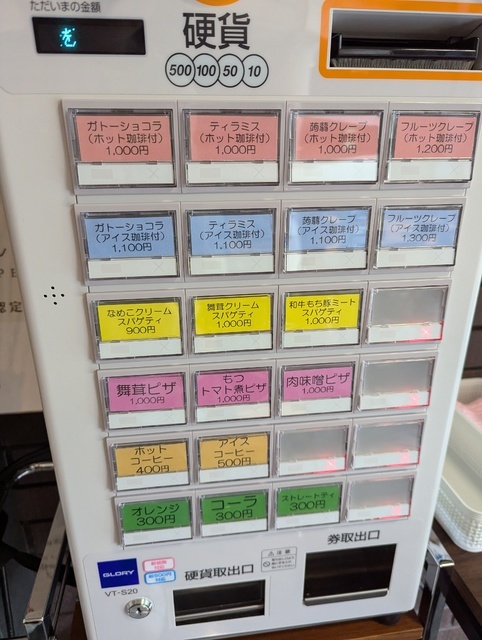 ただいまの金額
を
硬貨
500 100 50 10
ガトーショコラ
(ホット珈琲付)
1,000円
ティラミス
(ホット珈琲付)
1,000円
蒟蒻クレープ
(ホット珈琲付)
1,000円
フルーツクレープ
(ホット珈琲付)
1,200円
ガトーショコラ
(アイス珈琲付)
1,100円
ティラミス
(アイス珈琲付)
1,100円
蒟蒻クレープ
(アイス珈琲付)
1,100円
フルーツクレープ
(アイス珈琲付)
1,300円
なめこクリーム
スパゲティ
900円
舞茸クリーム
スパゲティ
1,000円
和牛もち豚ミート
スパゲティ
1,000円
舞茸ピザ
1,000円
もつ
トマト煮ピザ
1,000円
肉味噌ピザ
1,000円
ホット
コーヒー
400円
アイス
コーヒー
500円
オレンジ
300円
コーラ
300円
ストレートティ
300円
GLORY
VT-S20
硬貨取出口
注意
券取出口